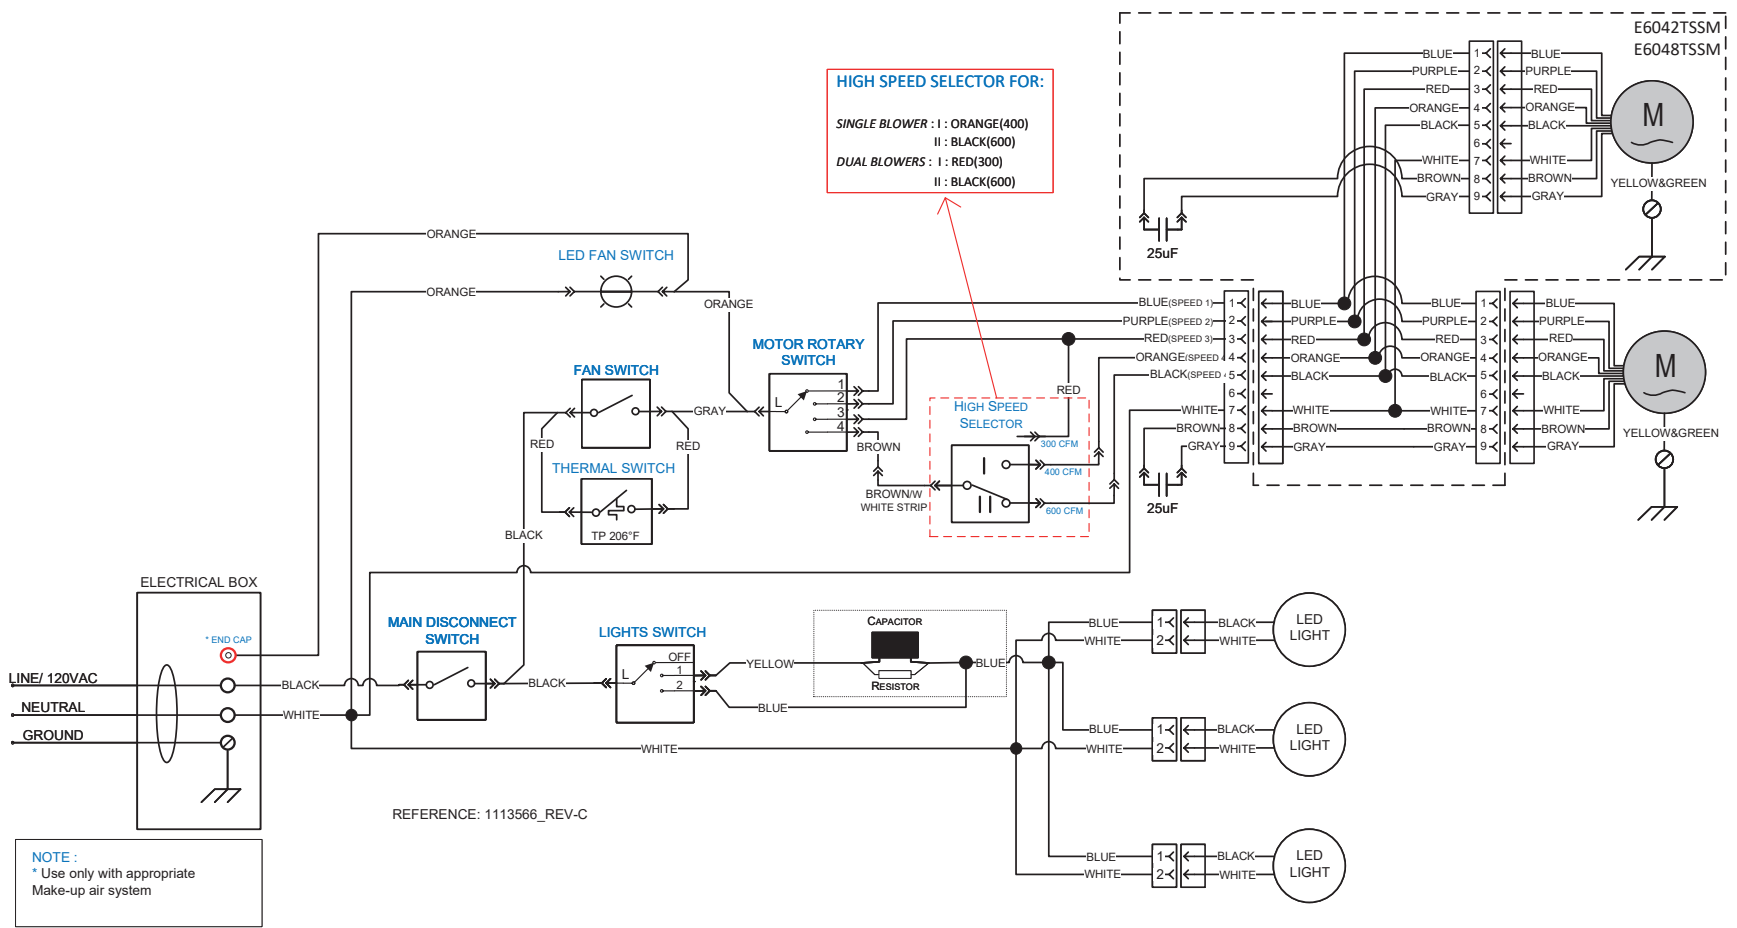 E6042TSSM
E6048TSSM
HIGH SPEED SELECTOR FOR:
SINGLE BLOWER : I : ORANGE(400)
II : BLACK(600)
DUAL BLOWERS : I : RED(300)
II : BLACK(600)
BLUE 1 BLUE
PURPLE 2 PURPLE
RED 3 RED
ORANGE 4 ORANGE
BLACK 5 BLACK
6
WHITE 7 WHITE
BROWN 8 BROWN
GRAY 9 GRAY
M
YELLOW&GREEN
25uF
ORANGE
LED FAN SWITCH
ORANGE
ORANGE
MOTOR ROTARY
SWITCH
L
1
2
3
4
FAN SWITCH
GRAY
RED
RED
THERMAL SWITCH
TP 206°F
BLACK
BROWN
BROWN/W
WHITE STRIP
HIGH SPEED
SELECTOR
I
II
300 CFM
400 CFM
600 CFM
RED
BLUE(SPEED 1) 1 BLUE BLUE 1 BLUE
PURPLE(SPEED 2) 2 PURPLE PURPLE 2 PURPLE
RED(SPEED 3) 3 RED RED 3 RED
ORANGE(SPEED 4 ORANGE ORANGE 4 ORANGE
BLACK(SPEED 5 BLACK BLACK 5 BLACK
6 6
WHITE 7 WHITE WHITE 7 WHITE
BROWN 8 BROWN BROWN 8 BROWN
GRAY 9 GRAY GRAY 9 GRAY
M
YELLOW&GREEN
25uF
ELECTRICAL BOX
* END CAP
LINE/ 120VAC
NEUTRAL
GROUND
BLACK
WHITE
MAIN DISCONNECT
SWITCH
BLACK
LIGHTS SWITCH
L
OFF
1
2
YELLOW
BLUE
CAPACITOR
RESISTOR
BLUE
WHITE
BLUE 1 BLACK
WHITE 2 WHITE
LED
LIGHT
BLUE 1 BLACK
WHITE 2 WHITE
LED
LIGHT
BLUE 1 BLACK
WHITE 2 WHITE
LED
LIGHT
REFERENCE: 1113566_REV-C
NOTE :
* Use only with appropriate
Make-up air system